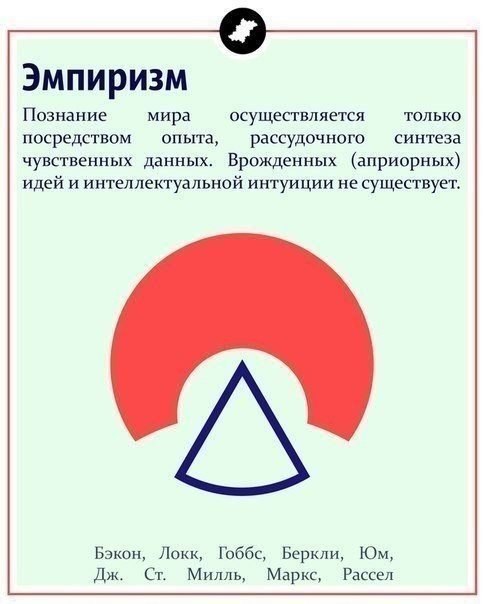 Эмпиризм
Познание мира осуществляется только
посредством опыта, рассудочного синтеза
чувственных данных. Врожденных (априорных)
идей и интеллектуальной интуиции не существует.
Бэкон, Локк, Гоббс, Беркли, Юм,
Дж. Ст. Милль, Маркс, Рассел